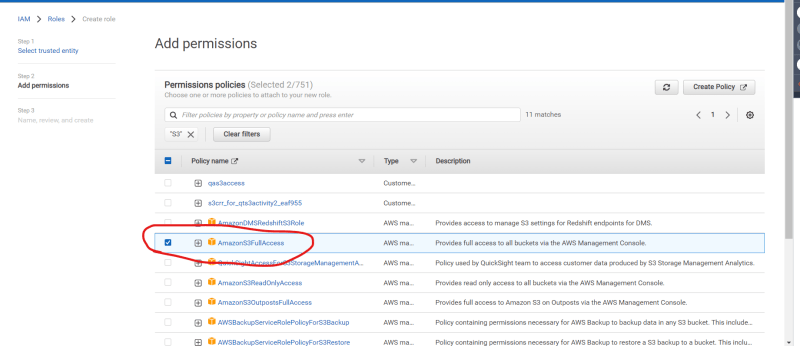 IAM > Roles > Create role
Step 1
Select trusted entity
Step 2
Add permissions
Step 3
Name, review, and create
Add permissions
Permissions policies (Selected 2/751)
Choose one or more policies to attach to your new role.
Create Policy
Filter policies by property or policy name and press enter
11 matches
1
"S3"
Clear filters
Policy name
Type
Description
qas3access
Custome...
a3crr_for_qts3activity2_eaf955
Custome...
AmazonDMSRedshiftS3Role
AWS ma...
Provides access to manage S3 settings for Redshift endpoints for DMS.
AmazonS3FullAccess
AWS ma...
Provides full access to all buckets via the AWS Management Console.
QuickSightAccessForS3StorageManagementA...
AWS ma...
Policy used by QuickSight team to access customer data produced by S3 Storage Management Analytics.
AmazonS3ReadOnlyAccess
AWS ma...
Provides read only access to all buckets via the AWS Management Console.
AmazonS3OutpostsFullAccess
AWS ma...
Provides full access to Amazon S3 on Outposts via the AWS Management Console.
AWSBackupServiceRolePolicyForS3Backup
AWS ma...
Policy containing permissions necessary for AWS Backup to backup data in any S3 bucket. This include...
AWSBackupServiceRolePolicyForS3Restore
AWS ma...
Policy containing permissions necessary for AWS Backup to restore a S3 backup to a bucket. This inclu...